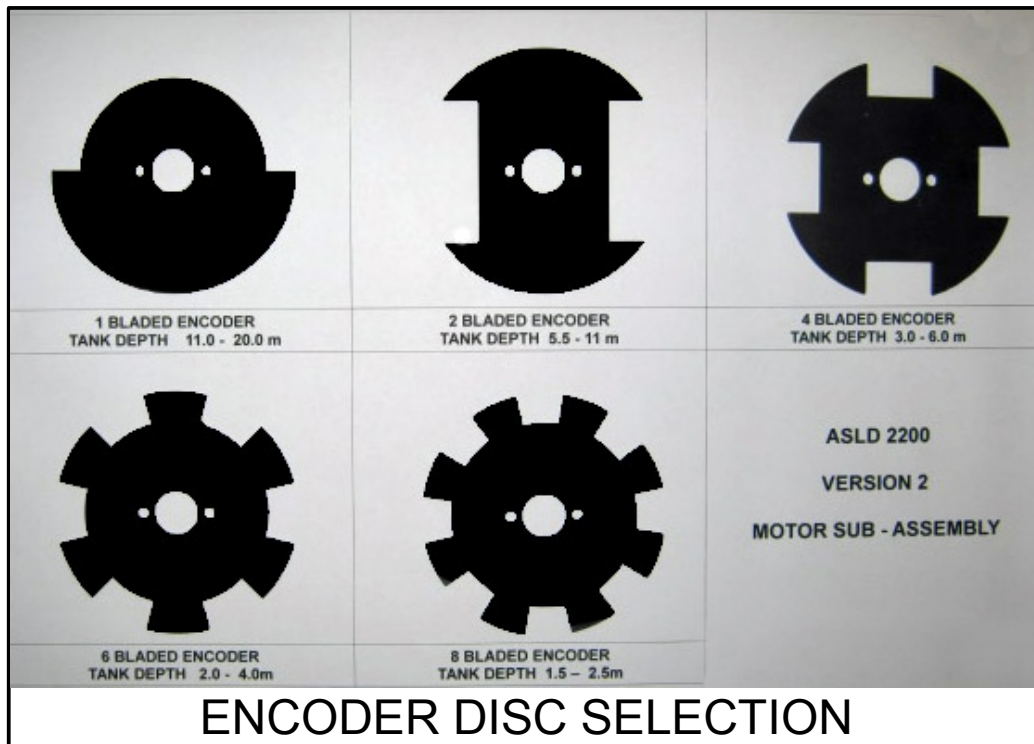 1 BLADED ENCODER
TANK DEPTH 11.0 - 20.0 m
2 BLADED ENCODER
TANK DEPTH 5.5 - 11 m
4 BLADED ENCODER
TANK DEPTH 3.0 - 6.0 m
6 BLADED ENCODER
TANK DEPTH 2.0 - 4.0m
8 BLADED ENCODER
TANK DEPTH 1.5 – 2.5m
ASLD 2200
VERSION 2
MOTOR SUB - ASSEMBLY
ENCODER DISC SELECTION